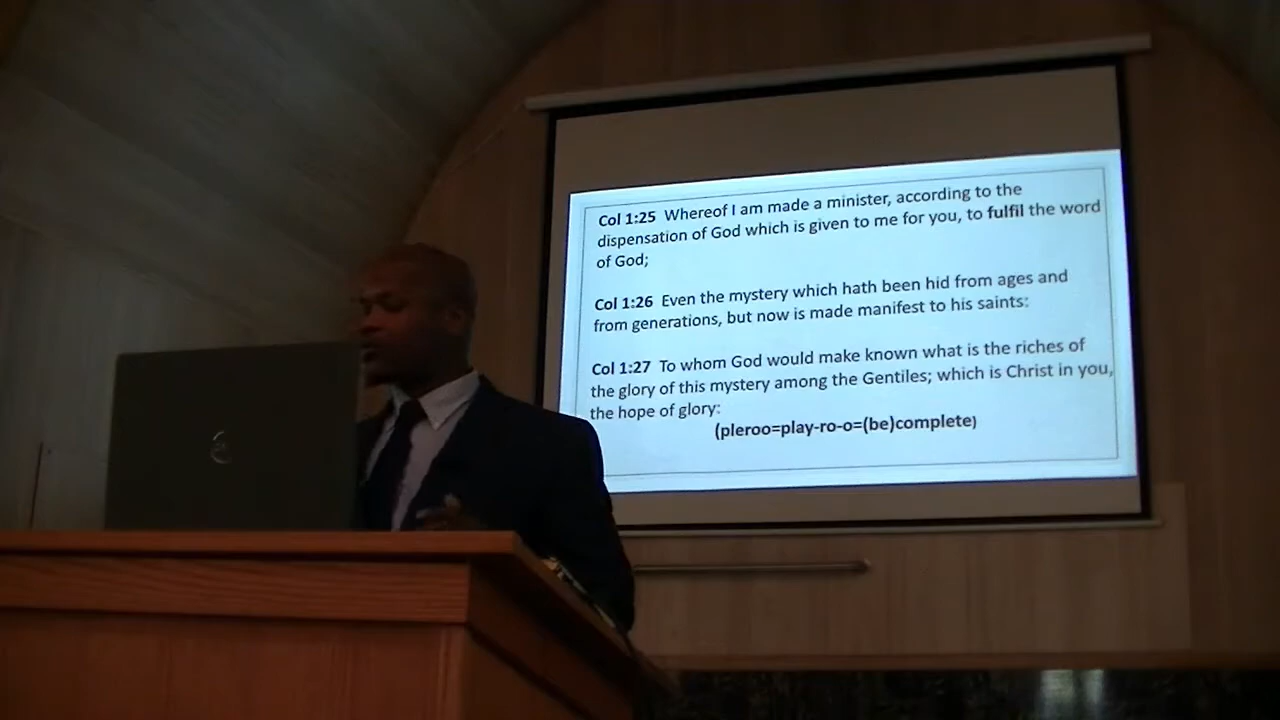 Col 1:25 Whereof I am made a minister, according to the
dispensation of God which is given to me for you, to fulfil the word
of God;
Col 1:26 Even the mystery which hath been hid from ages and
from generations, but now is made manifest to his saints:
Col 1:27 To whom God would make known what is the riches of
the glory of this mystery among the Gentiles; which is Christ in you,
the hope of glory:
(pleroo=play-ro-o=(be)complete)